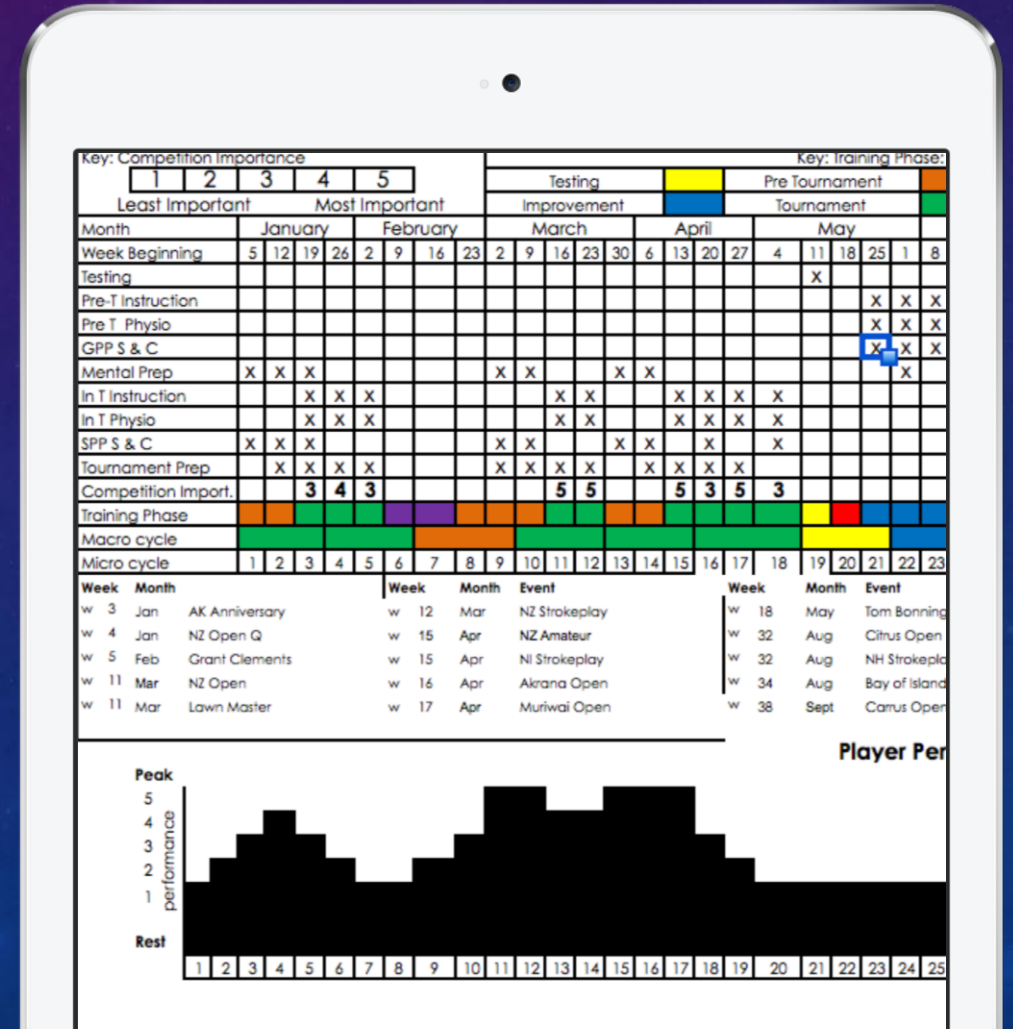 Key: Competition Importance Key: Training Phase:
1 2 3 4 5 Testing Pre Tournament
Least Important Most Important Improvement Tournament
Month January February March April May
Week Beginning 5 12 19 26 2 9 16 23 2 9 16 23 30 6 13 20 27 4 11 18 25 1 8
Testing X
Pre-T Instruction X X X
Pre T Physio X X X
GPP S & C X X X
Mental Prep X X X X X X X X
In T Instruction X X X X X X X X X
In T Physio X X X X X X X X X
SPP S & C X X X X X X X X X
Tournament Prep X X X X X X X X X X X X
Competition Import. 3 4 3 5 5 5 3 5 3
Training Phase
Macro cycle
Micro cycle 1 2 3 4 5 6 7 8 9 10 11 12 13 14 15 16 17 18 19 20 21 22 23
Week Month Week Month Event Week Month Event
w 3 Jan AK Anniversary w 12 Mar NZ Strokeplay w 18 May Tom Bonning
w 4 Jan NZ Open Q w 15 Apr NZ Amateur w 32 Aug Citrus Open
w 5 Feb Grant Clements w 15 Apr NI Strokeplay w 32 Aug NH Strokepla
w 11 Mar NZ Open w 16 Apr Akrana Open w 34 Aug Bay of Island
w 11 Mar Lawn Master w 17 Apr Muriwai Open w 38 Sept Carrus Open
Player Per
Peak
5
4
3
2
1
performance
Rest
1 2 3 4 5 6 7 8 9 10 11 12 13 14 15 16 17 18 19 20 21 22 23 24 25